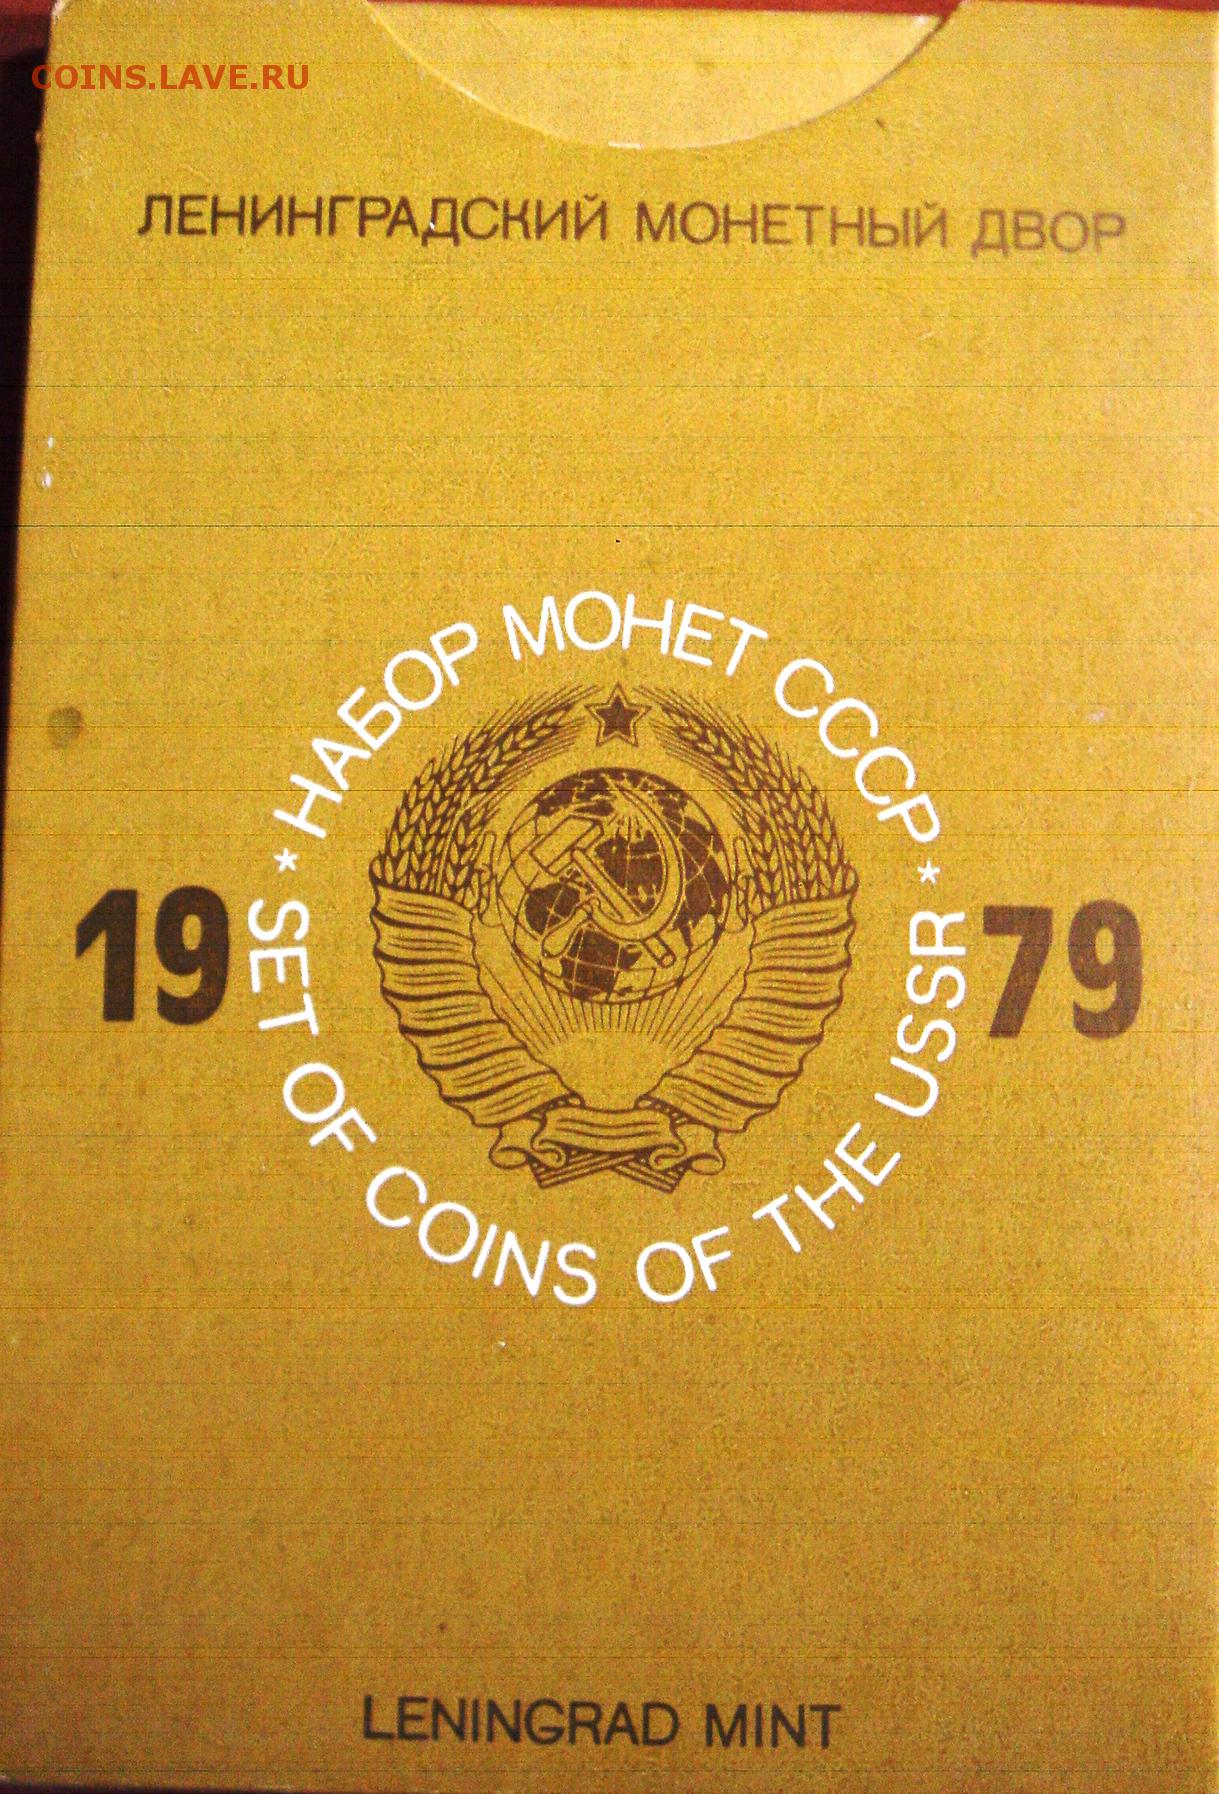 COINS.LAVE.RU
ЛЕНИНГРАДСКИЙ МОНЕТНЫЙ ДВОР
* НАБОР МОНЕТ СССР *
19 79
SET OF COINS OF THE USSR
LENINGRAD MINT